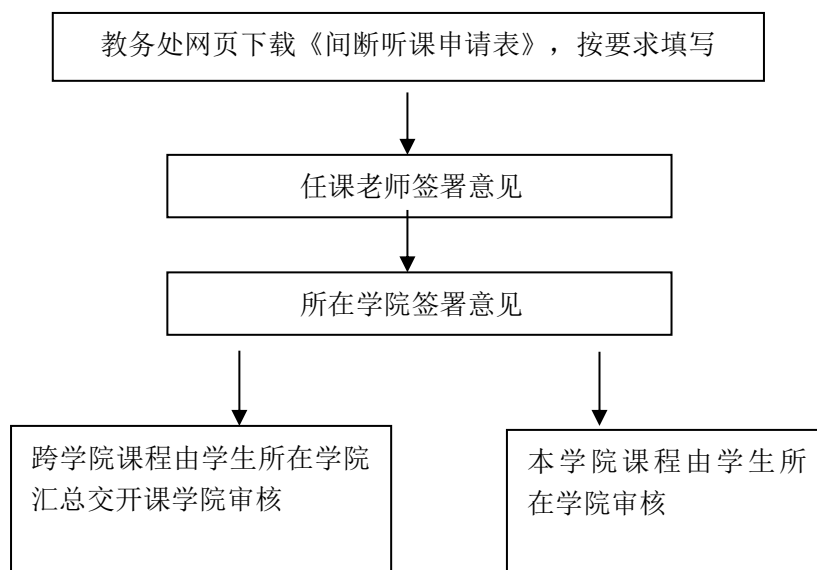 教务处网页下载《间断听课申请表》，按要求填写
任课老师签署意见
所在学院签署意见
跨学院课程由学生所在学院
汇总交开课学院审核
本学院课程由学生所
在学院审核